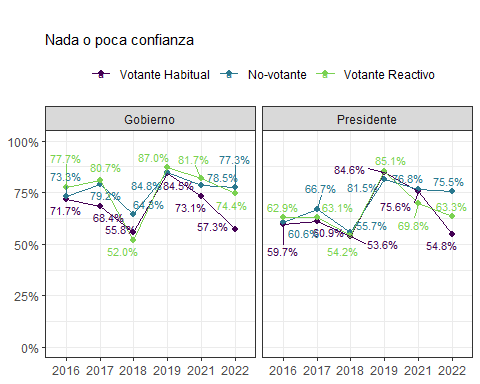 Nada o poca confianza
Votante Habitual No-votante Votante Reactivo
Gobierno Presidente
100%
75%
50%
25%
0%
77.7% 80.7% 87.0% 81.7% 77.3%
73.3% 79.2% 84.8% 84.5% 78.5%
71.7% 68.4% 64.3% 73.1% 74.4%
55.8% 57.3%
52.0%
84.6% 85.1%
62.9% 66.7% 81.5% 76.8% 75.5%
63.1% 75.6% 63.3%
60.6% 60.9% 55.7% 69.8%
59.7% 54.2% 53.6% 54.8%
2016 2017 2018 2019 2021 2022 2016 2017 2018 2019 2021 2022